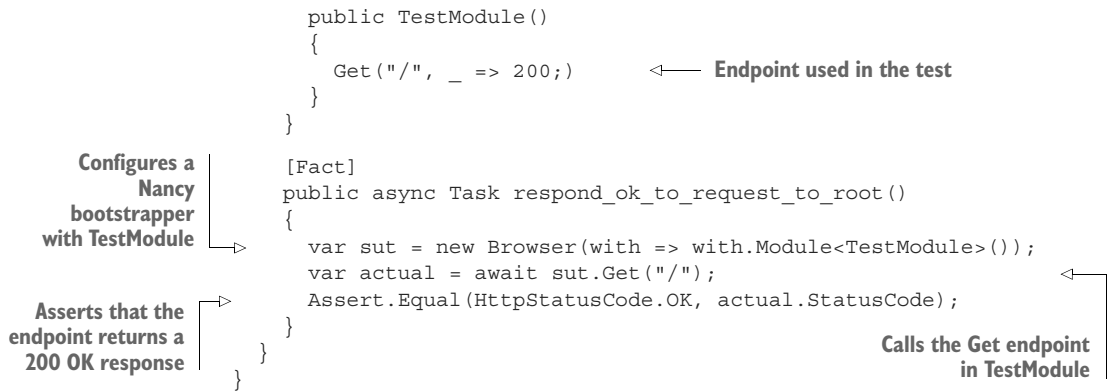 public TestModule()
{
Get("/", _ => 200;)
Endpoint used in the test
}
}
Configures a
Nancy
bootstrapper
with TestModule
[Fact]
public async Task respond_ok_to_request_to_root()
{
var sut = new Browser(with => with.Module<TestModule>());
var actual = await sut.Get("/");
Assert.Equal(HttpStatusCode.OK, actual.StatusCode);
}
}
}
Asserts that the
endpoint returns a
200 OK response
Calls the Get endpoint
in TestModule